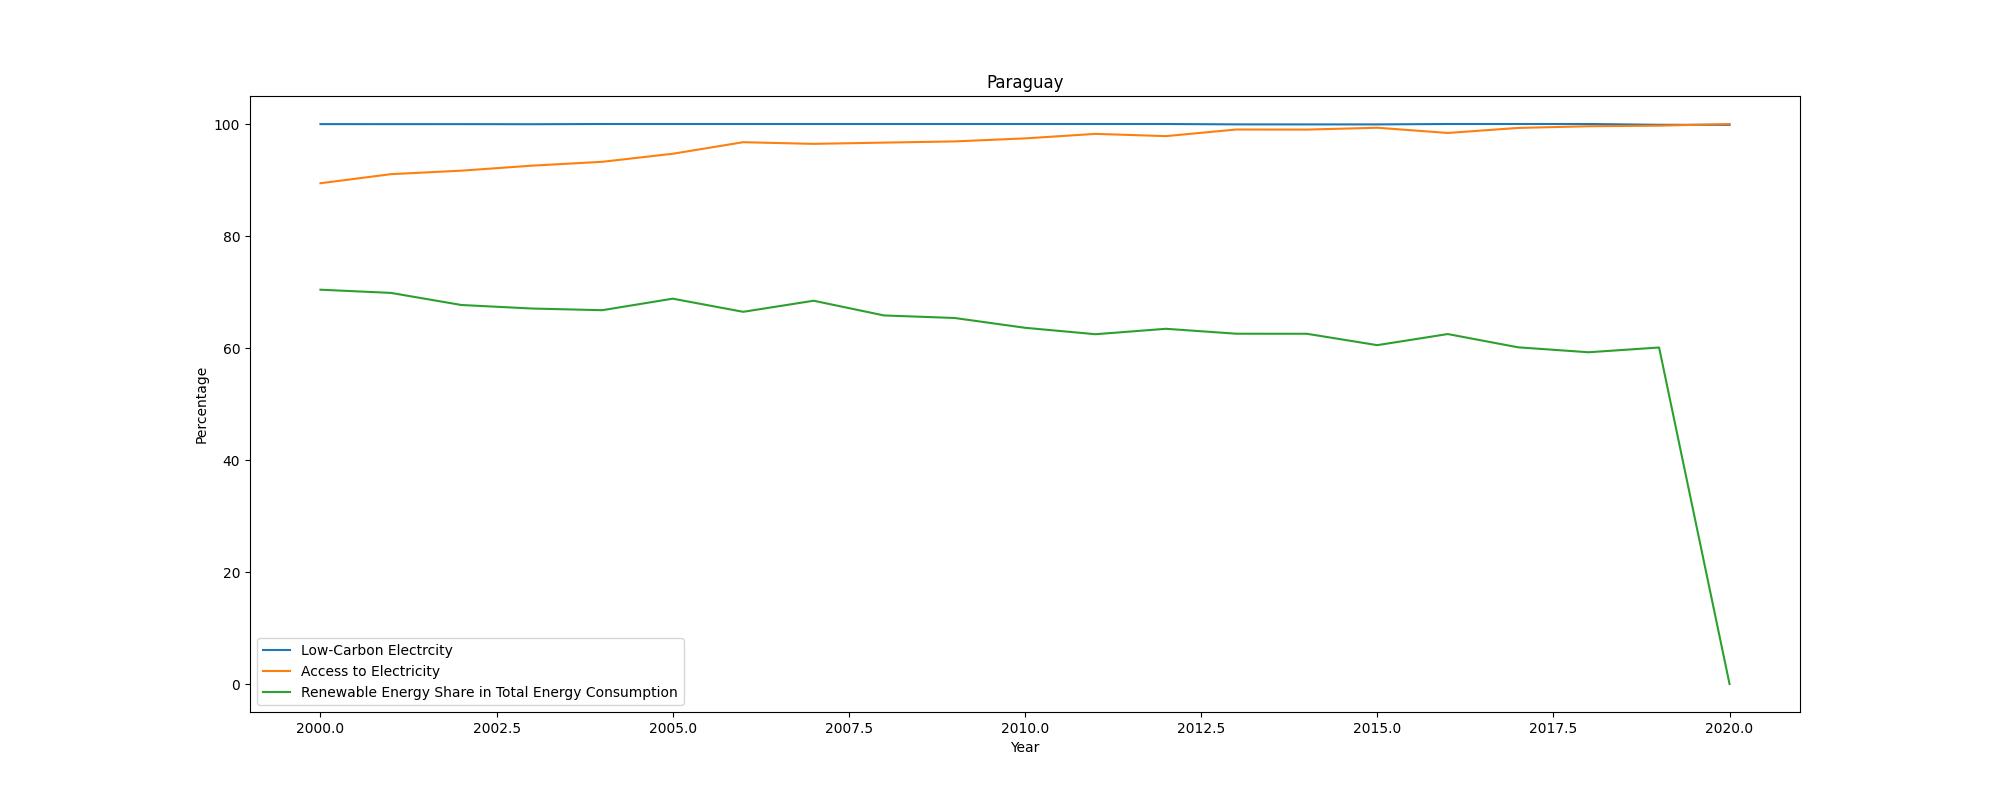 Paraguay
100
80
60
40
20
0
Percentage
Low-Carbon Electrcity
Access to Electricity
Renewable Energy Share in Total Energy Consumption
2000.0 2002.5 2005.0 2007.5 2010.0 2012.5 2015.0 2017.5 2020.0
Year